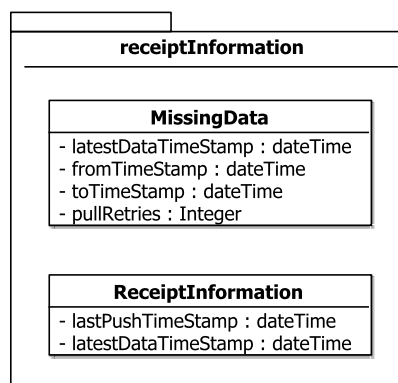 receiptInformation
MissingData
- latestDataTimeStamp : dateTime
- fromTimeStamp : dateTime
- toTimeStamp : dateTime
- pullRetries : Integer
ReceiptInformation
- lastPushTimeStamp : dateTime
- latestDataTimeStamp : dateTime